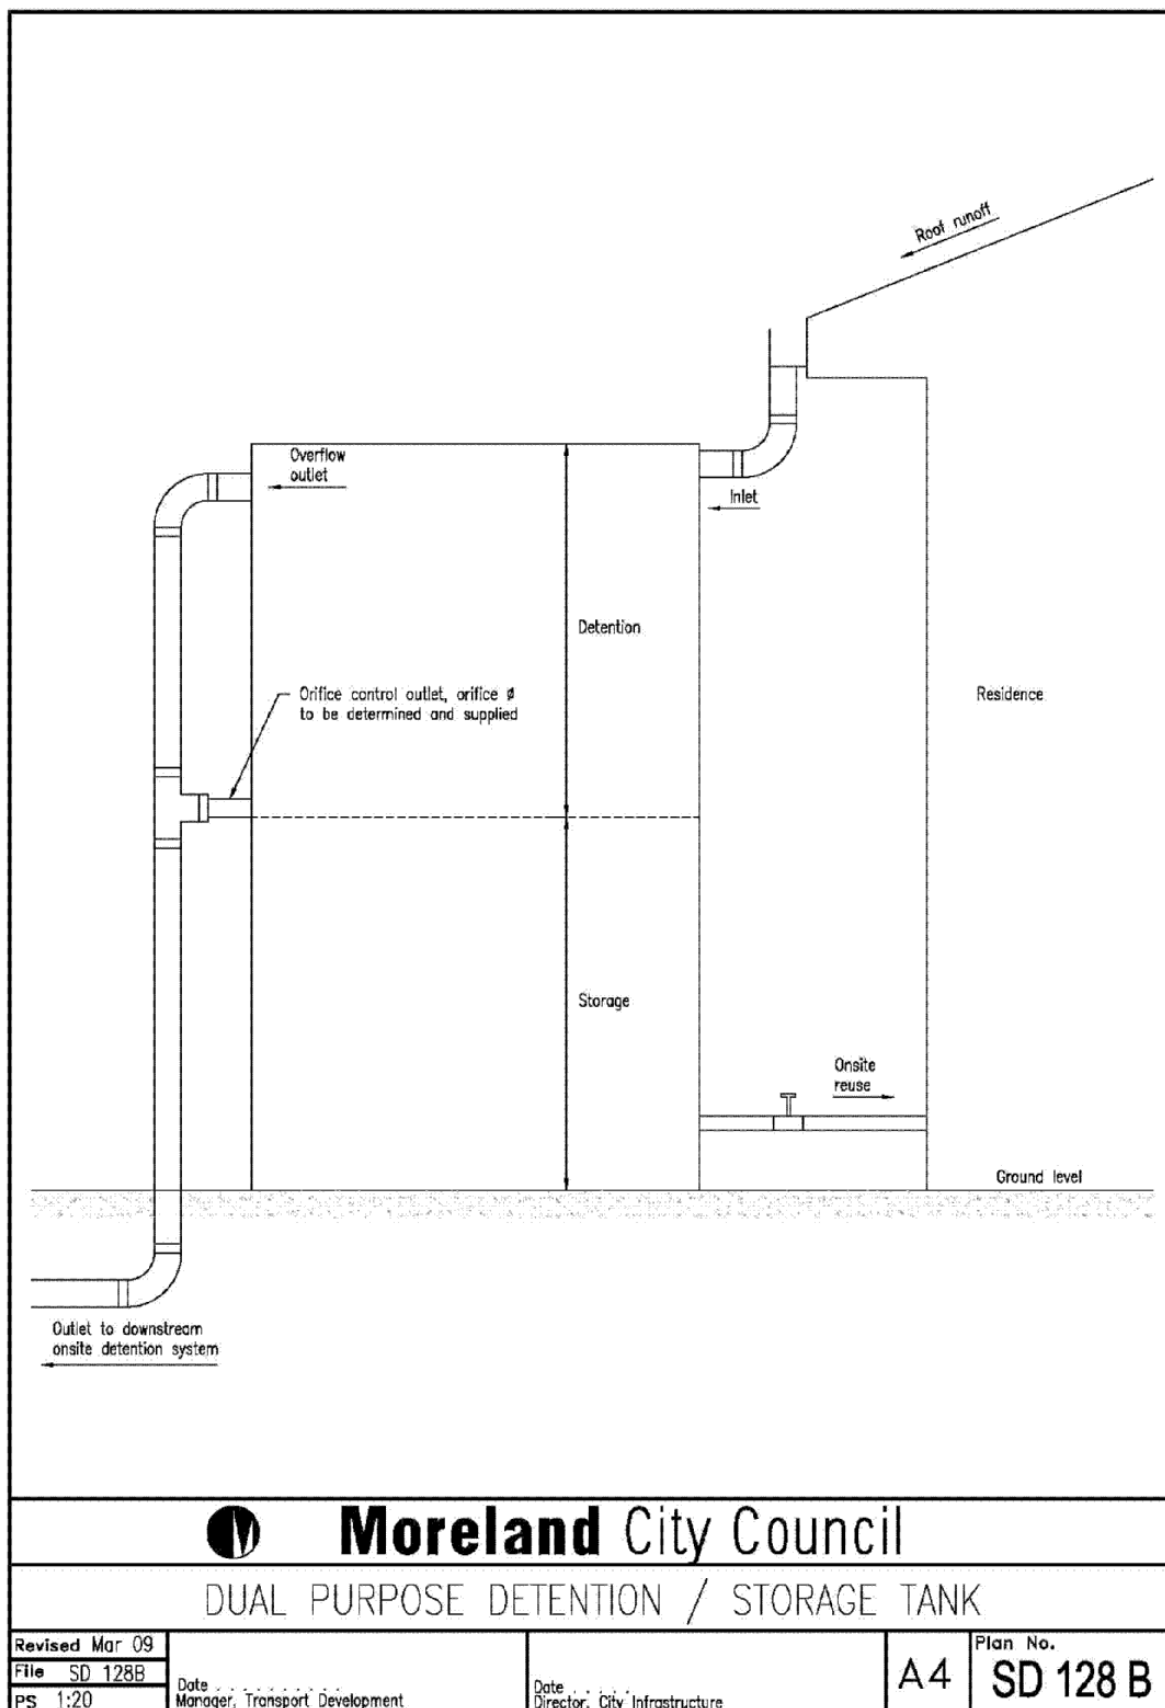 Roof runoff
Overflow
outlet
Inlet
Detention
Orifice control outlet, orifice ø
to be determined and supplied
Residence
Storage
Onsite
reuse
Ground level
Outlet to downstream
onsite detention system
Moreland City Council
DUAL PURPOSE DETENTION / STORAGE TANK
Revised Mar 09
File SD 128B
PS 1:20
Date . . . . . . . . . .
Manager, Transport Development
Date . . . . .
Director, City Infrastructure
A4
Plan No.
SD 128 B